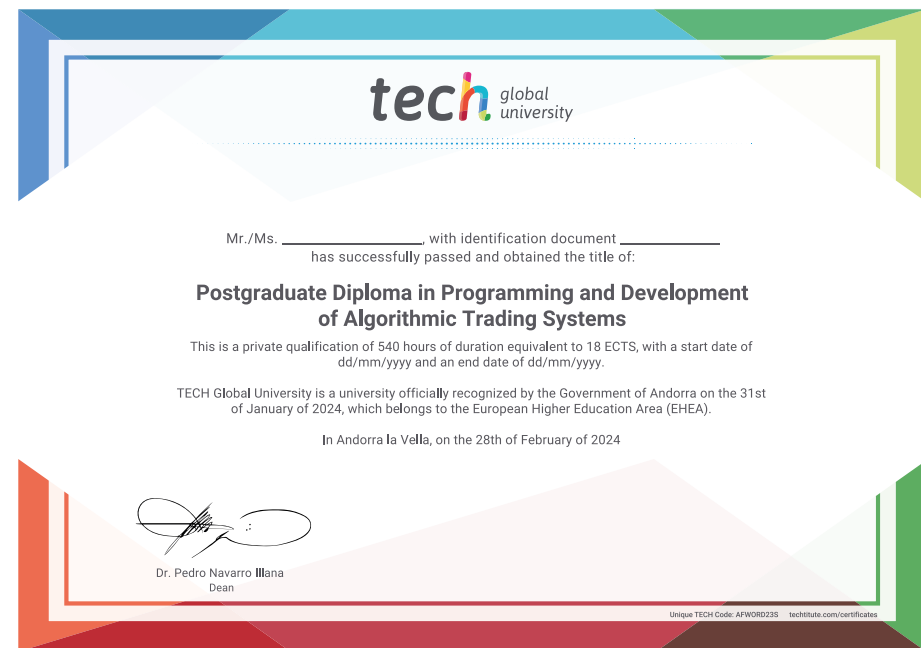 tech global
university
Mr./Ms. ____________________, with identification document ______________
has successfully passed and obtained the title of:
Postgraduate Diploma in Programming and Development
of Algorithmic Trading Systems
This is a private qualification of 540 hours of duration equivalent to 18 ECTS, with a start date of
dd/mm/yyyy and an end date of dd/mm/yyyy.
TECH Global University is a university officially recognized by the Government of Andorra on the 31st
of January of 2024, which belongs to the European Higher Education Area (EHEA).
In Andorra la Vella, on the 28th of February of 2024
Dr. Pedro Navarro Illana
Dean
Unique TECH Code: AFWORD23S techtitute.com/certificates